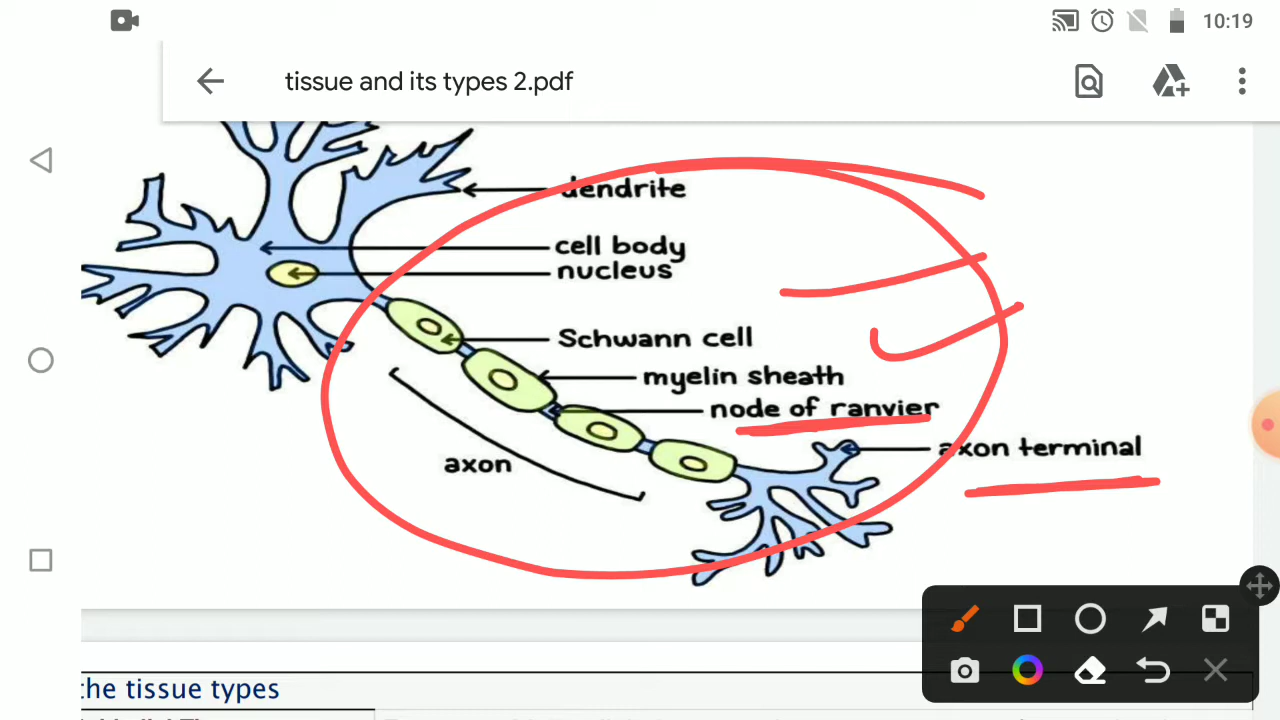 10:19
tissue and its types 2.pdf
dendrite
cell body
nucleus
Schwann cell
myelin sheath
node of ranvier
axon terminal
axon
the tissue types